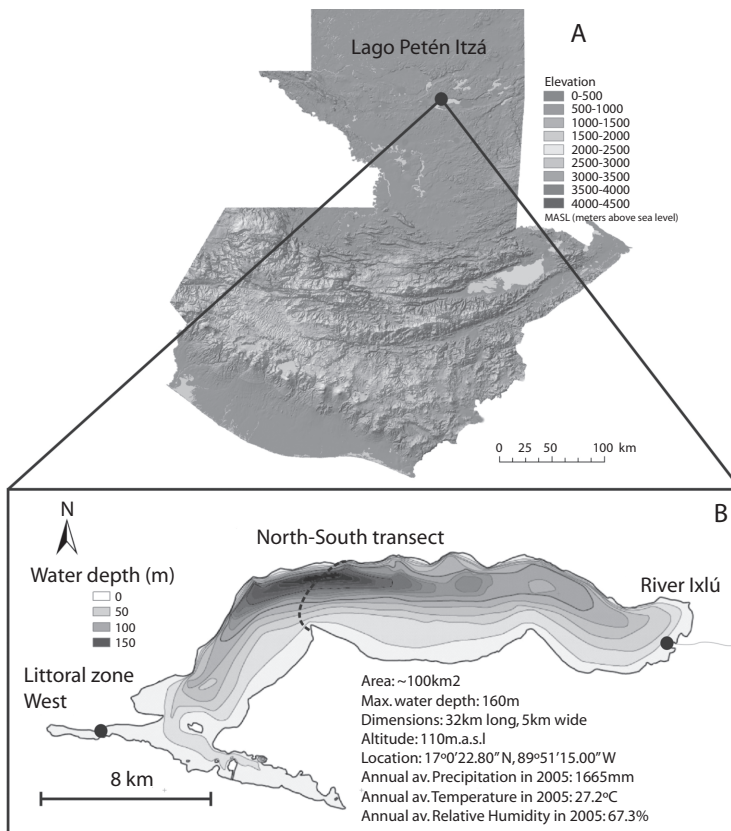 Lago Petén Itzá
A
Elevation
0-500
500-1000
1000-1500
1500-2000
2000-2500
2500-3000
3000-3500
3500-4000
4000-4500
MASL (meters above sea level)
0 25 50 100 km
B
N
North-South transect
Water depth (m)
0
50
100
150
River Ixlú
Littoral zone
West
8 km
Area: ~100km2
Max. water depth: 160m
Dimensions: 32km long, 5km wide
Altitude: 110m.a.s.l
Location: 17º0'22.80" N, 89º51'15.00" W
Annual av. Precipitation in 2005: 1665mm
Annual av. Temperature in 2005: 27.2ºC
Annual av. Relative Humidity in 2005: 67.3%